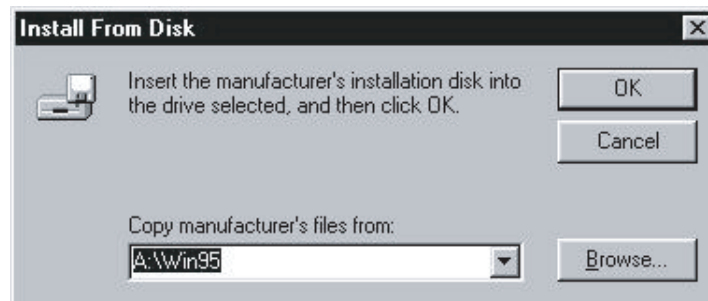 Install From Disk
Insert the manufacturer's installation disk into
the drive selected, and then click OK.
OK
Cancel
Copy manufacturer's files from:
A:\Win95
Browse...